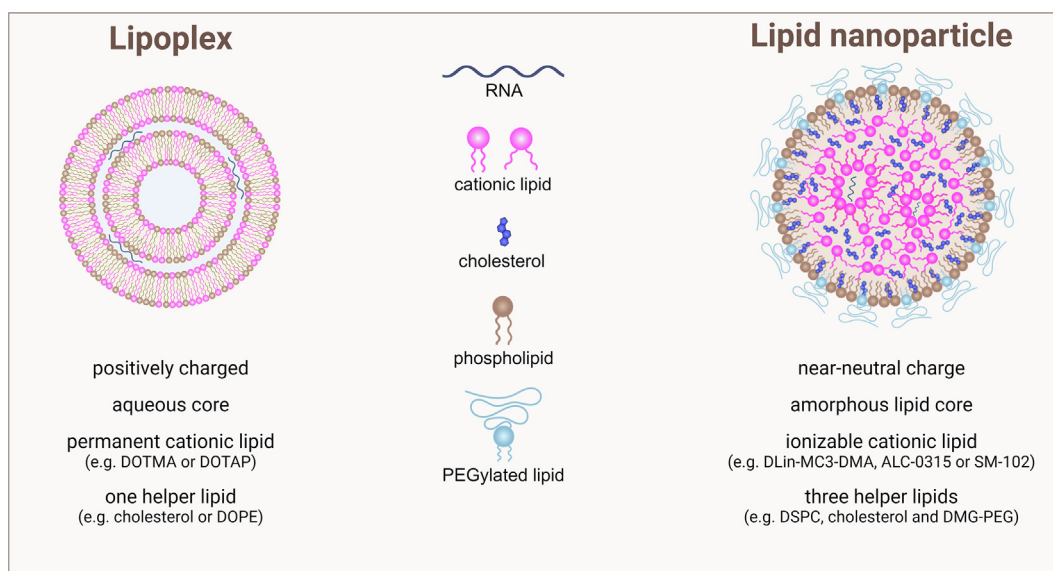 Lipoplex
Lipid nanoparticle
RNA
cationic lipid
cholesterol
phospholipid
PEGylated lipid
positively charged
aqueous core
permanent cationic lipid
(e.g. DOTMA or DOTAP)
one helper lipid
(e.g. cholesterol or DOPE)
near-neutral charge
amorphous lipid core
ionizable cationic lipid
(e.g. DLin-MC3-DMA, ALC-0315 or SM-102)
three helper lipids
(e.g. DSPC, cholesterol and DMG-PEG)